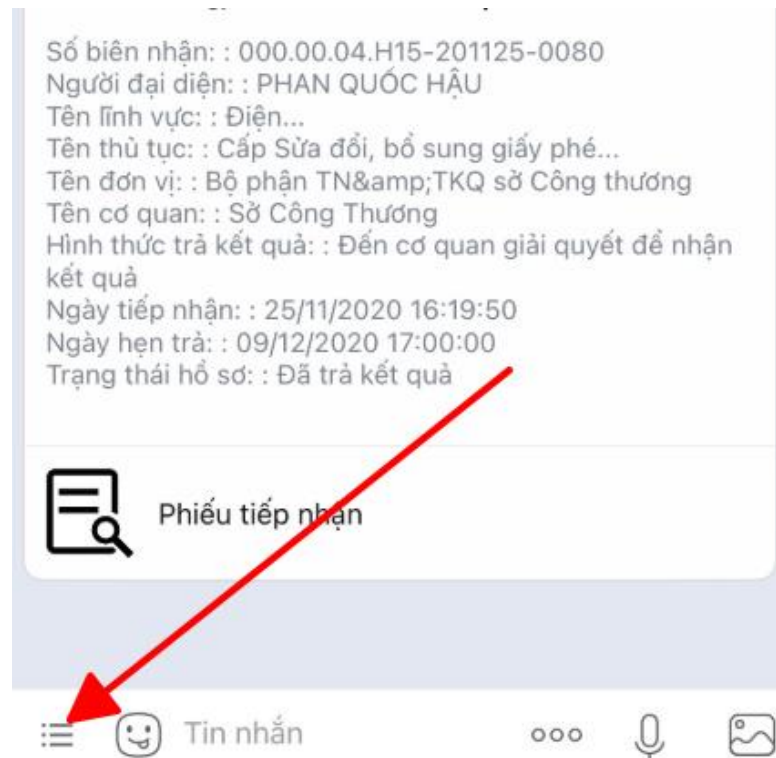 Số biên nhận: : 000.00.04.H15-201125-0080
Người đại diện: : PHAN QUỐC HẬU
Tên lĩnh vực: : Điện...
Tên thủ tục: : Cấp Sửa đổi, bổ sung giấy phé...
Tên đơn vị: : Bộ phận TN&amp;TKQ sở Công thương
Tên cơ quan: : Sở Công Thương
Hình thức trả kết quả: : Đến cơ quan giải quyết để nhận
kết quả
Ngày tiếp nhận: : 25/11/2020 16:19:50
Ngày hẹn trả: : 09/12/2020 17:00:00
Trạng thái hồ sơ: : Đã trả kết quả
Phiếu tiếp nhận
Tin nhắn